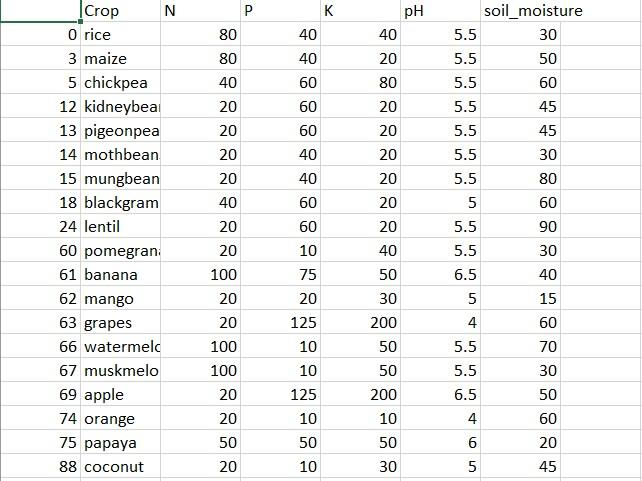 Crop N P K pH soil_moisture
0 rice 80 40 40 5.5 30
3 maize 80 40 20 5.5 50
5 chickpea 40 60 80 5.5 60
12 kidneybea 20 60 20 5.5 45
13 pigeonpea 20 60 20 5.5 45
14 mothbean 20 40 20 5.5 30
15 mungbean 20 40 20 5.5 80
18 blackgram 40 60 20 5 60
24 lentil 20 60 20 5.5 90
60 pomegran 20 10 40 5.5 30
61 banana 100 75 50 6.5 40
62 mango 20 20 30 5 15
63 grapes 20 125 200 4 60
66 watermelo 100 10 50 5.5 70
67 muskmelo 100 10 50 5.5 30
69 apple 20 125 200 6.5 50
74 orange 20 10 10 4 60
75 papaya 50 50 50 6 20
88 coconut 20 10 30 5 45